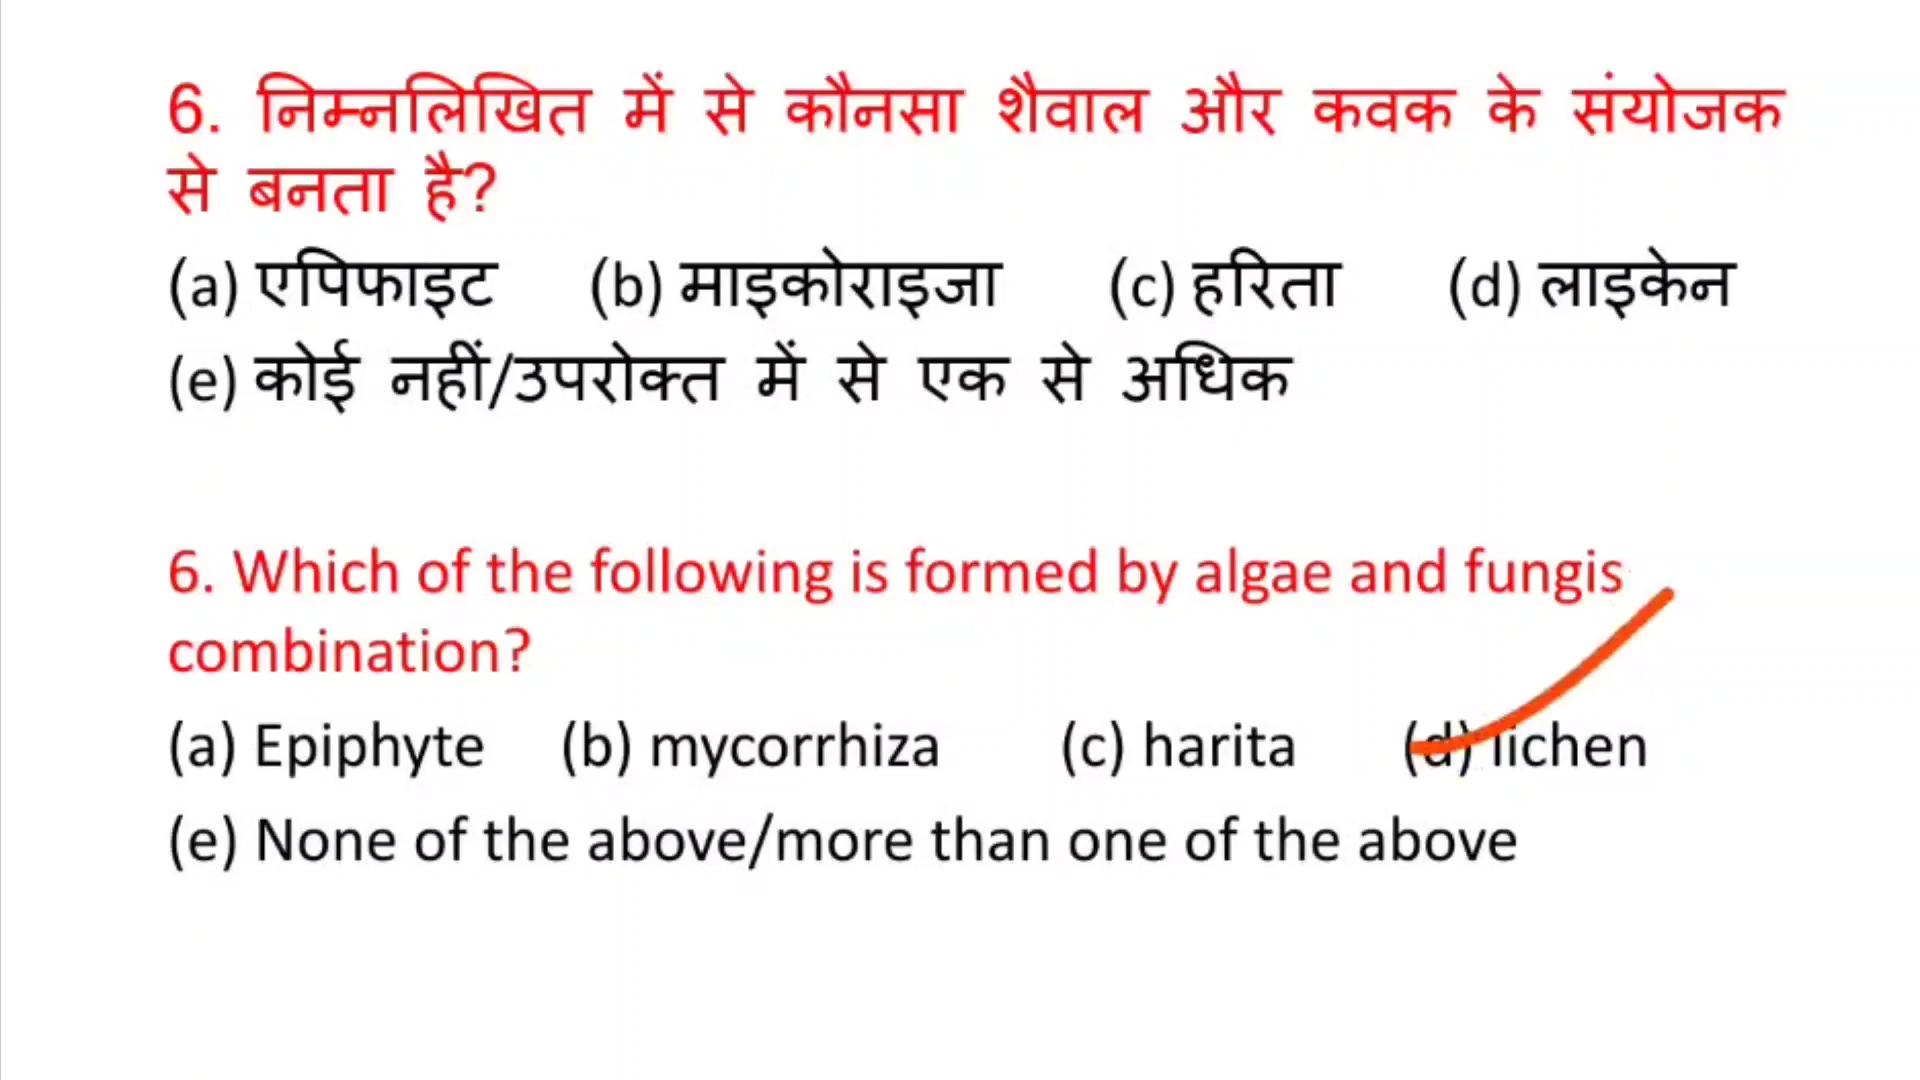 6. निम्नलिखित में से कौनसा शैवाल और कवक के संयोजक
से बनता है?
(a) एपिफाइट (b) माइकोराइजा (c) हरिता (d) लाइकेन
(e) कोई नहीं/उपरोक्त में से एक से अधिक
6. Which of the following is formed by algae and fungis
combination?
(a) Epiphyte (b) mycorrhiza (c) harita (d) lichen
(e) None of the above/more than one of the above